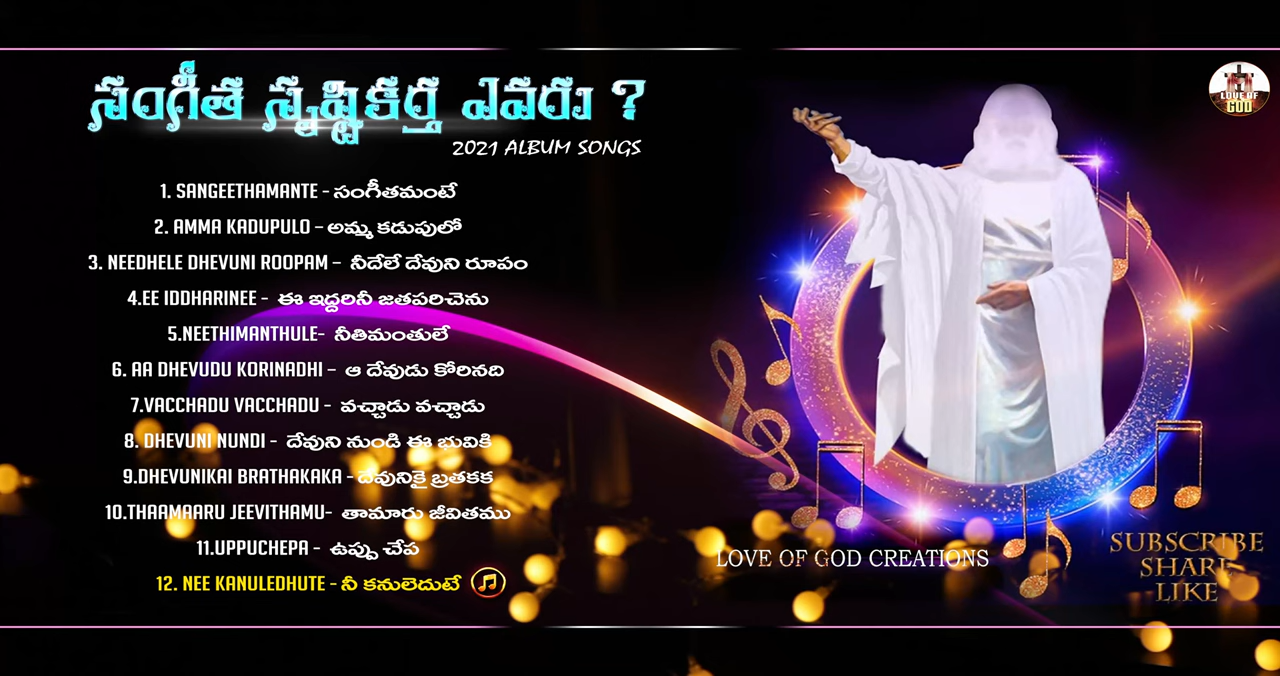 సంగీత సృష్టికర్త ఎవరు ?
2021 ALBUM SONGS
1. SANGEETHAMANTE - సంగీతమంటే
2. AMMA KADUPULO – అమ్మ కడుపులో
3. NEEDHELE DHEVUNI ROOPAM – నీదేలే దేవుని రూపం
4.EE IDDHARINEE - ఈ ఇద్దరినీ జతపరిచెను
5.NEETHIMANTHULE- నీతిమంతులే
6. AA DHEVUDU KORINADHI – ఆ దేవుడు కోరినది
7.VACCHADU VACCHADU - వచ్చాడు వచ్చాడు
8. DHEVUNI NUNDI - దేవుని నుండి ఈ భువికి
9.DHEVUNIKAI BRATHAKAKA - దేవునికై బ్రతకక
10.THAAMAARU JEEVITHAMU- తామారు జీవితము
11.UPPUCHEPA - ఉప్పు చేప
12. NEE KANULEDHUTE - నీ కనులెదుటే
LOVE OF
GOD
LOVE OF GOD CREATIONS
SUBSCRIBE
SHARE
LIKE